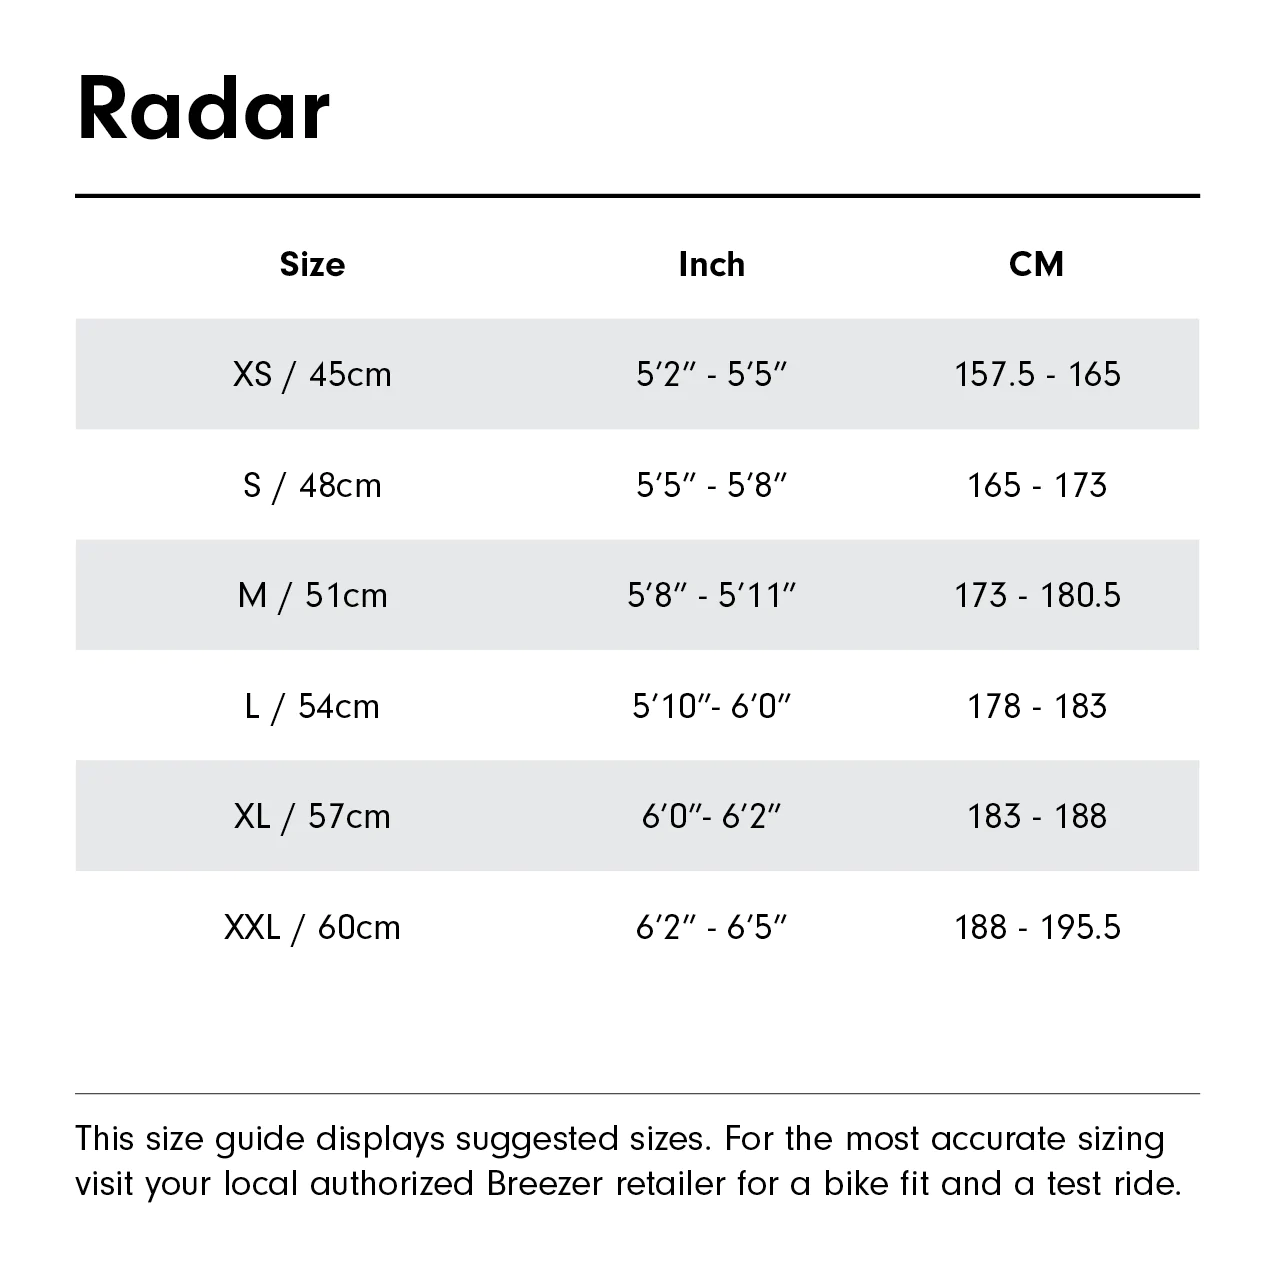 Radar
Size Inch CM
XS / 45cm 5’2” - 5’5” 157.5 - 165
S / 48cm 5’5” - 5’8” 165 - 173
M / 51cm 5’8” - 5’11” 173 - 180.5
L / 54cm 5’10”- 6’0” 178 - 183
XL / 57cm 6’0”- 6’2” 183 - 188
XXL / 60cm 6’2” - 6’5” 188 - 195.5
This size guide displays suggested sizes. For the most accurate sizing
visit your local authorized Breezer retailer for a bike fit and a test ride.